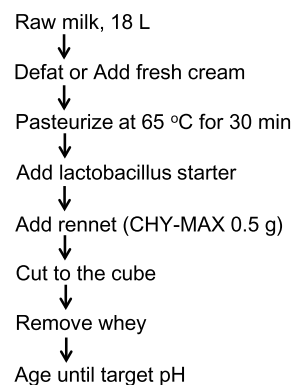 Raw milk, 18 L
Defat or Add fresh cream
Pasteurize at 65 ºC for 30 min
Add lactobacillus starter
Add rennet (CHY-MAX 0.5 g)
Cut to the cube
Remove whey
Age until target pH